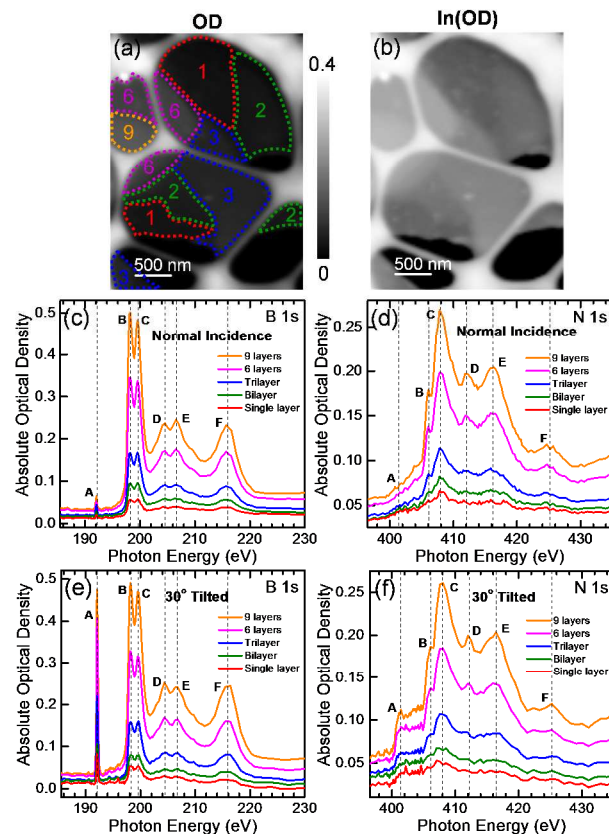 OD
ln(OD)
(a)
(b)
0.4
0
1
2
6
6
3
9
6
2
3
1
2
500 nm
500 nm
(c)
B 1s
Normal Incidence
A
B
C
D
E
F
9 layers
6 layers
Trilayer
Bilayer
Single layer
Absolute Optical Density
0.5
0.4
0.3
0.2
0.1
0.0
190
200
210
220
230
Photon Energy (eV)
(d)
N 1s
Normal Incidence
A
B
C
D
E
F
9 layers
6 layers
Trilayer
Bilayer
Single layer
Absolute Optical Density
0.25
0.20
0.15
0.10
0.05
400
410
420
430
Photon Energy (eV)
(e)
B 1s
30° Tilted
A
B
C
D
E
F
9 layers
6 layers
Trilayer
Bilayer
Single layer
Absolute Optical Density
0.5
0.4
0.3
0.2
0.1
0.0
190
200
210
220
230
Photon Energy (eV)
(f)
N 1s
30° Tilted
A
B
C
D
E
F
9 layers
6 layers
Trilayer
Bilayer
Single layer
Absolute Optical Density
0.25
0.20
0.15
0.10
0.05
400
410
420
430
Photon Energy (eV)